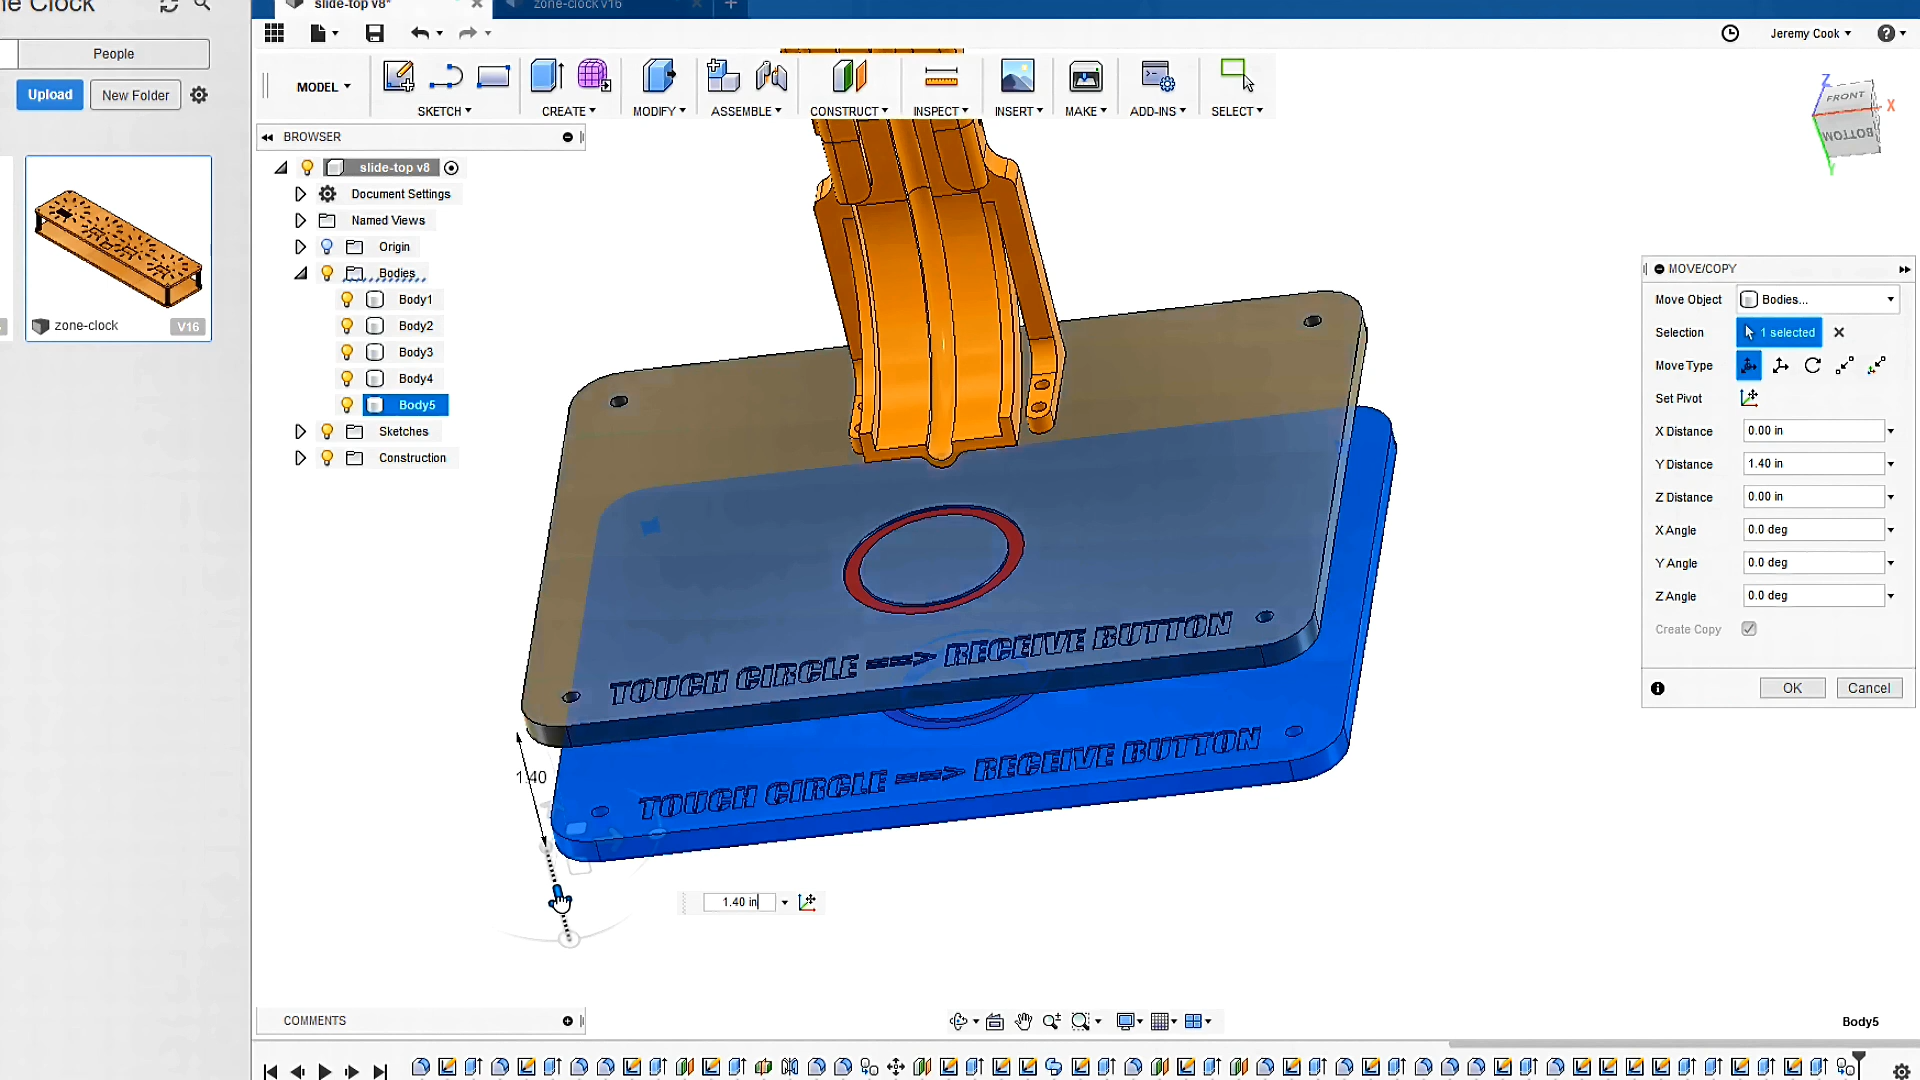 ne Clock
slide-top v8*
zone-clock v16
People
Upload
New Folder
zone-clock
V16
Jeremy Cook
MODEL
SKETCH
CREATE
MODIFY
ASSEMBLE
CONSTRUCT
INSPECT
INSERT
MAKE
ADD-INS
SELECT
BROWSER
slide-top v8
Document Settings
Named Views
Origin
Bodies
Body1
Body2
Body3
Body4
Body5
Sketches
Construction
Z
FRONT
X
BOTTOM
Y
MOVE/COPY
Move Object
Bodies...
Selection
1 selected
Move Type
Set Pivot
X Distance
0.00 in
Y Distance
1.40 in
Z Distance
0.00 in
X Angle
0.0 deg
Y Angle
0.0 deg
Z Angle
0.0 deg
Create Copy
OK
Cancel
TOUCH CIRCLE ===> RECEIVE BUTTON
TOUCH CIRCLE ===> RECEIVE BUTTON
1.40
1.40 in
COMMENTS
Body5